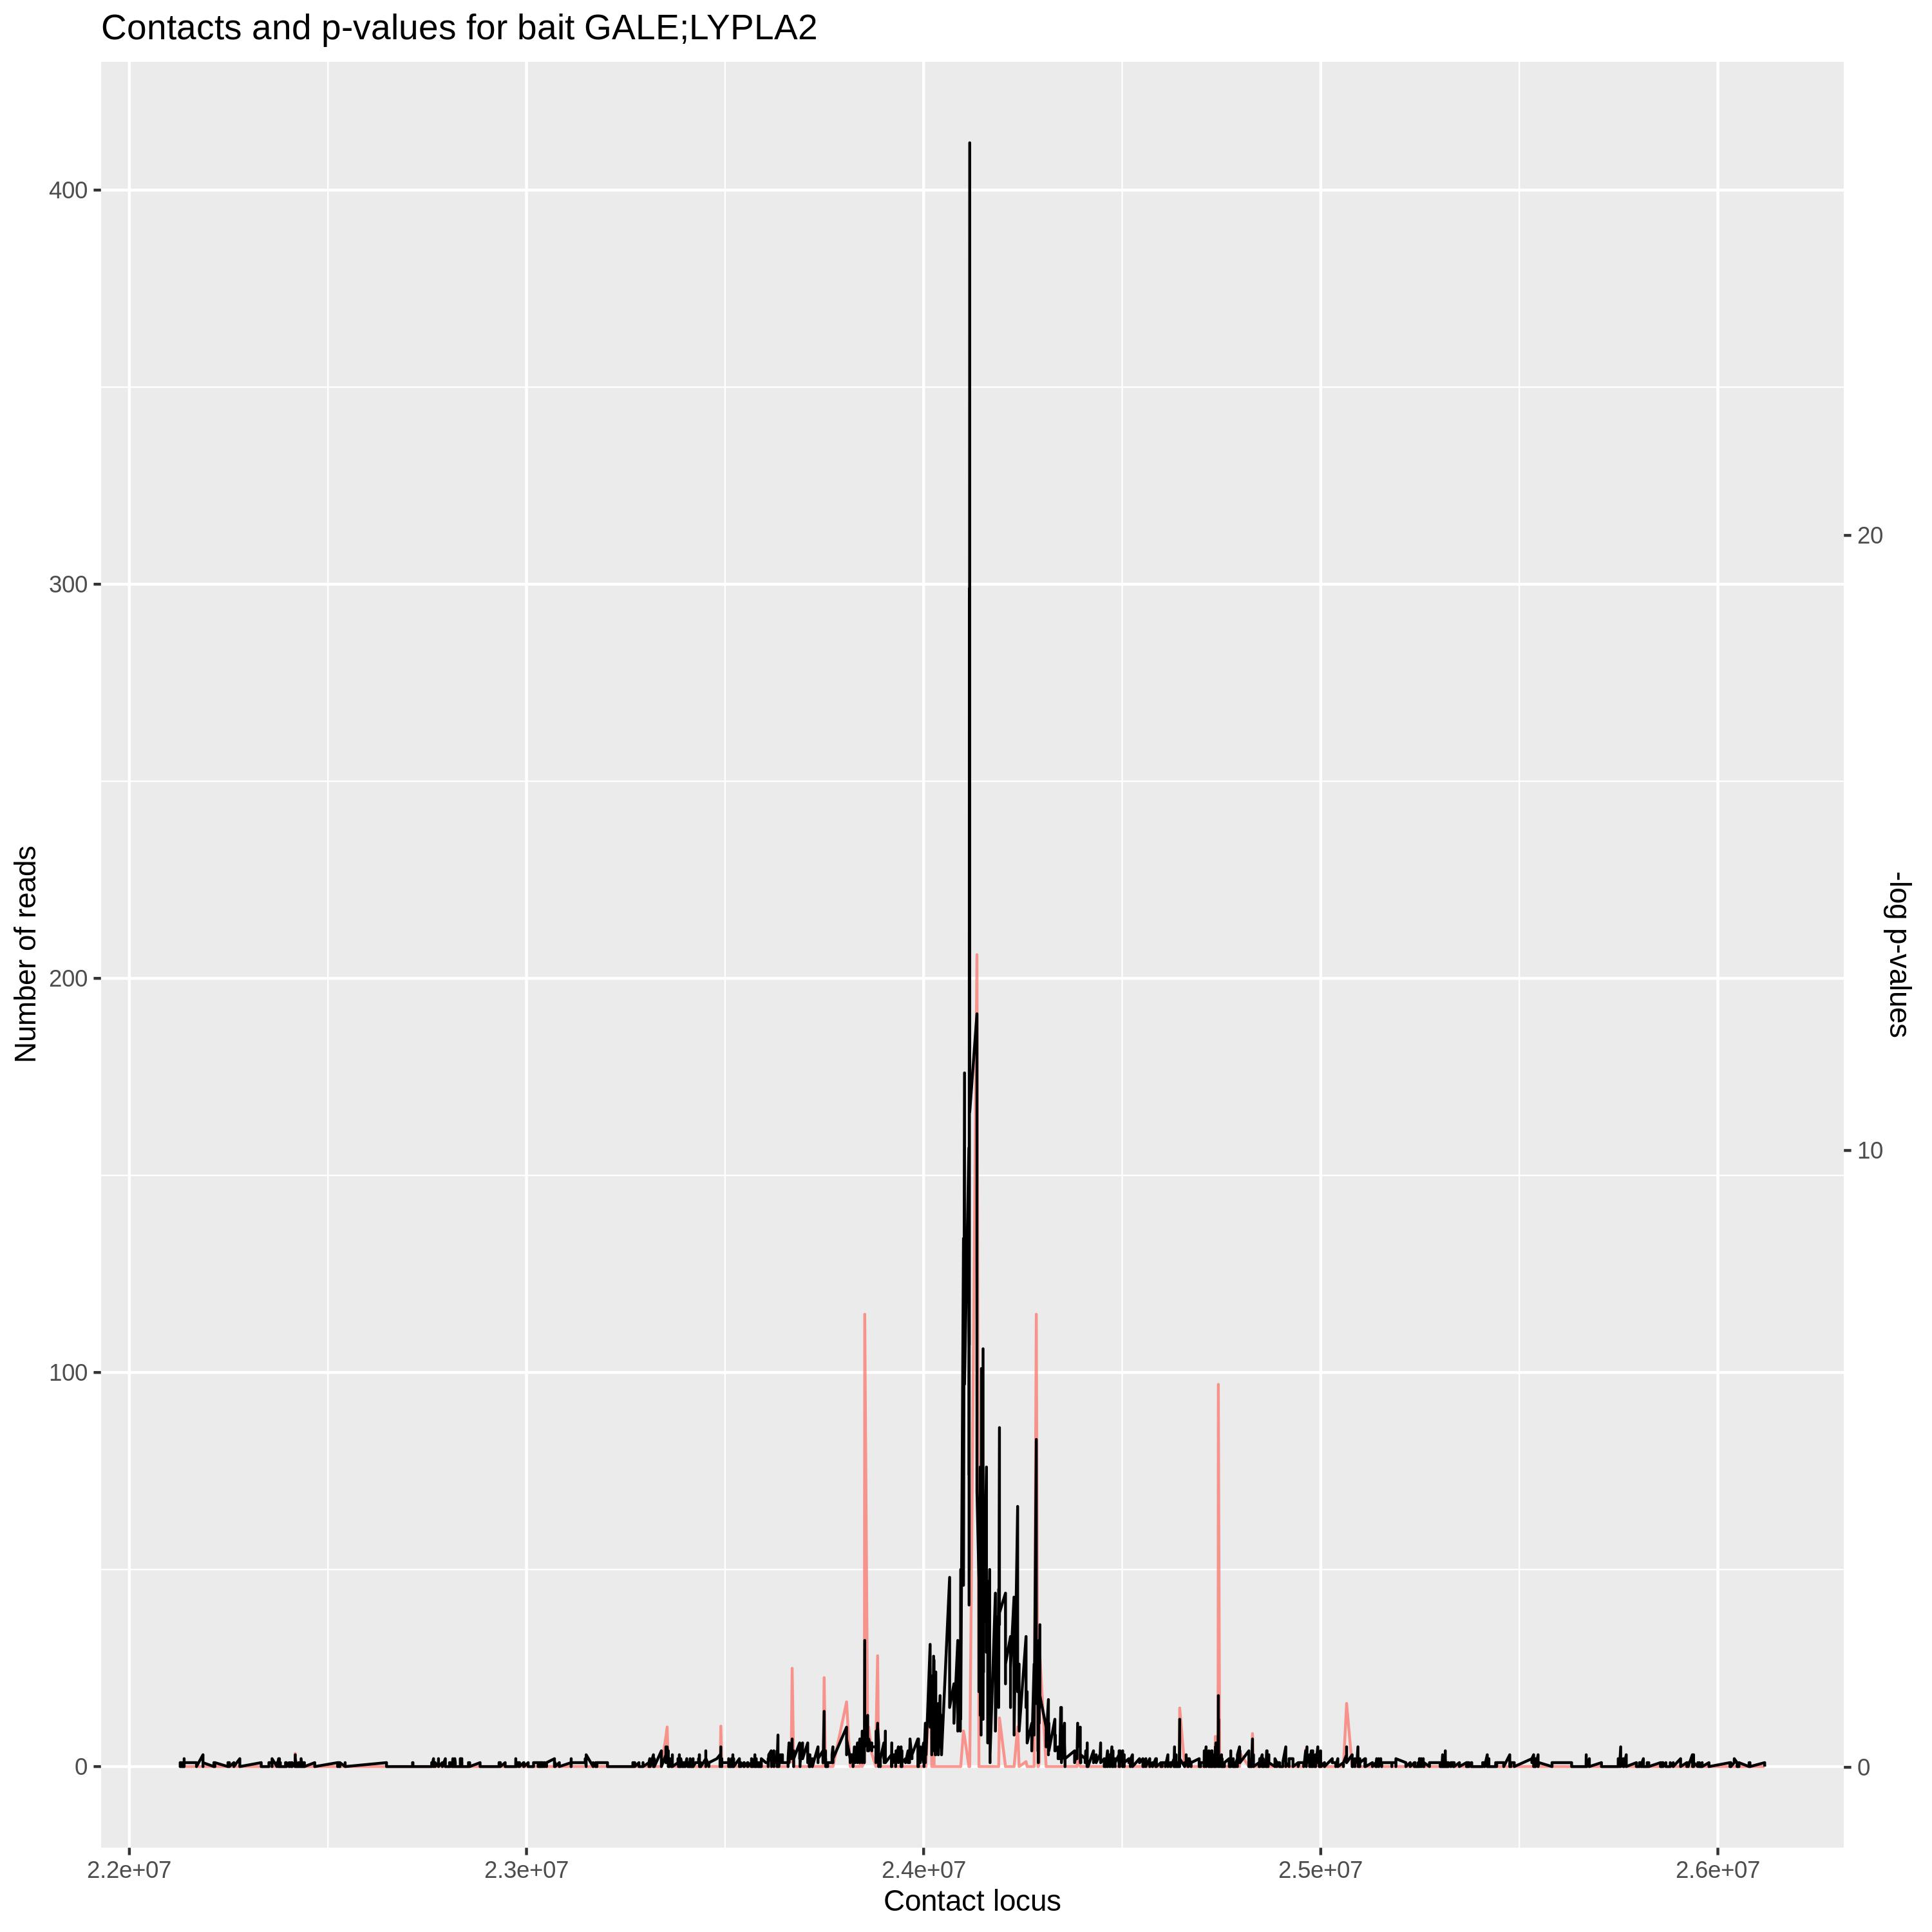 Contacts and p-values for bait GALE;LYPLA2
400
300
200
100
0
Number of reads
20
10
0
-log p-values
2.2e+07
2.3e+07
2.4e+07
2.5e+07
2.6e+07
Contact locus